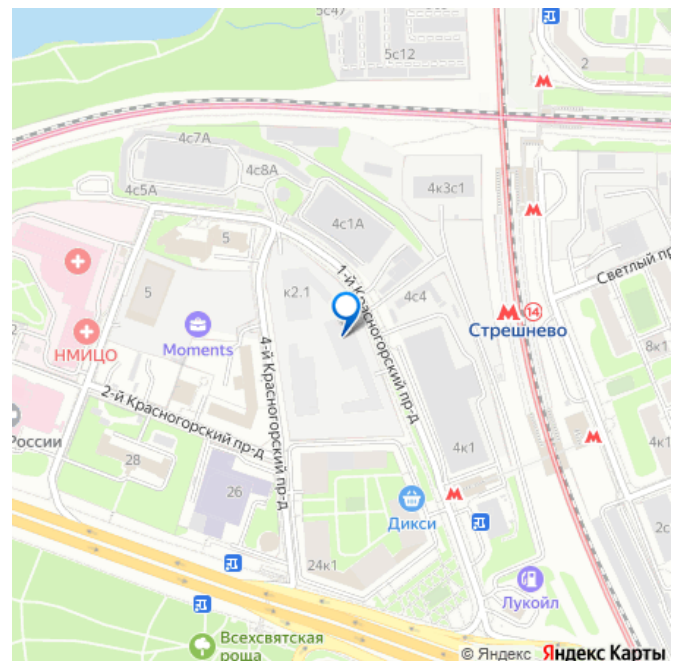 5с47
5с12
2
М
4с7А
4с8А
4с5А
4с1А
4к3с1
М
5
1-й Красногорский пр-д
Светлый пр
к2.1
4с4
5
М 14
Стрешнево
НМИЦО
Moments
4-й Красногорский пр-д
8к1
2-й Красногорский пр-д
2
России
28
4к1
М
4к1
26
Дикси
М
2с
24к1
Лукойл
Всехсвятская
роща
© Яндекс Яндекс Карты